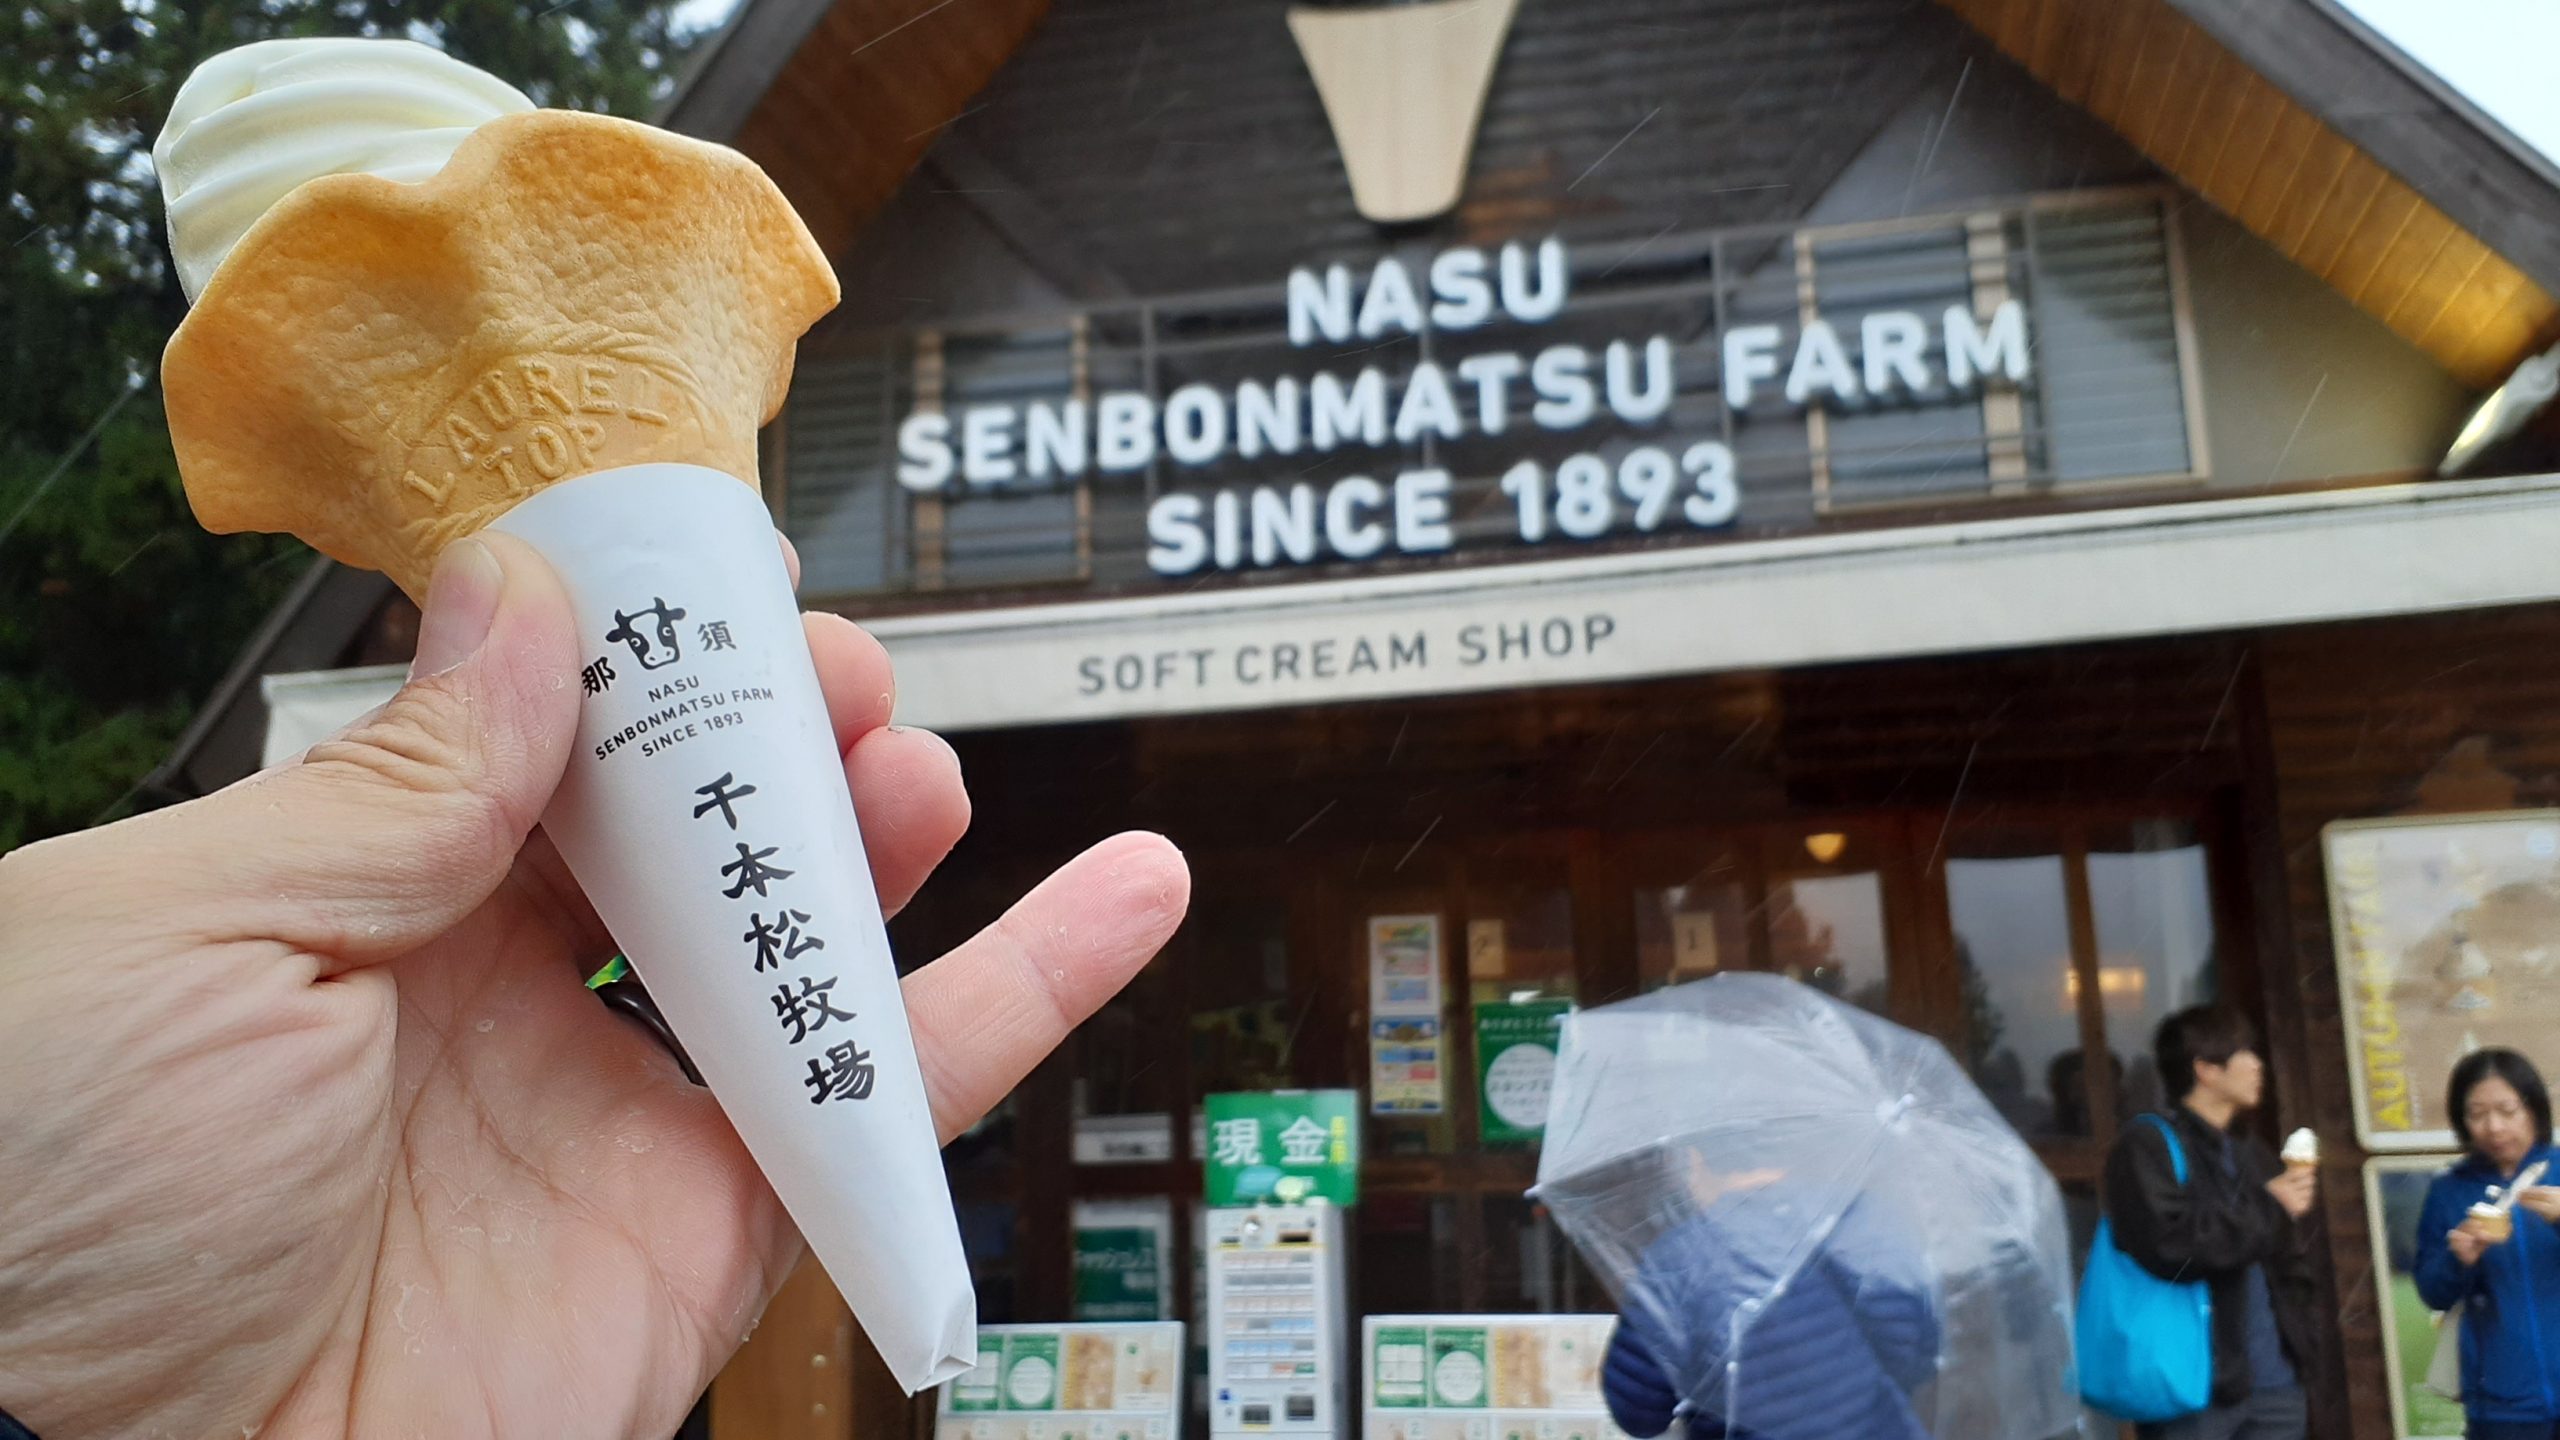 NASU
SENBONMATSU FARM
SINCE 1893
SOFT CREAM SHOP
LAUREL
TOP
那須
NASU
SENBONMATSU FARM
SINCE 1893
千本松牧場
現金
AUTUMN